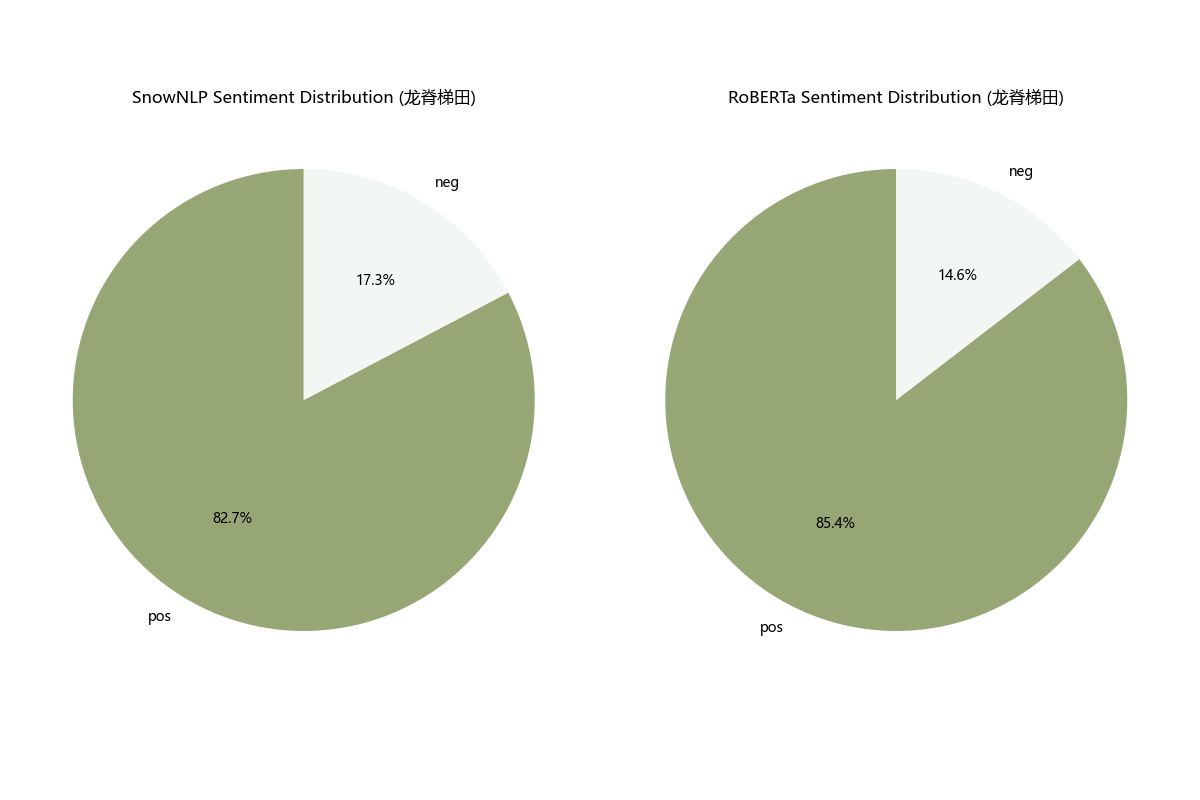 SnowNLP Sentiment Distribution (龙脊梯田)
neg
17.3%
82.7%
pos
RoBERTa Sentiment Distribution (龙脊梯田)
neg
14.6%
85.4%
pos